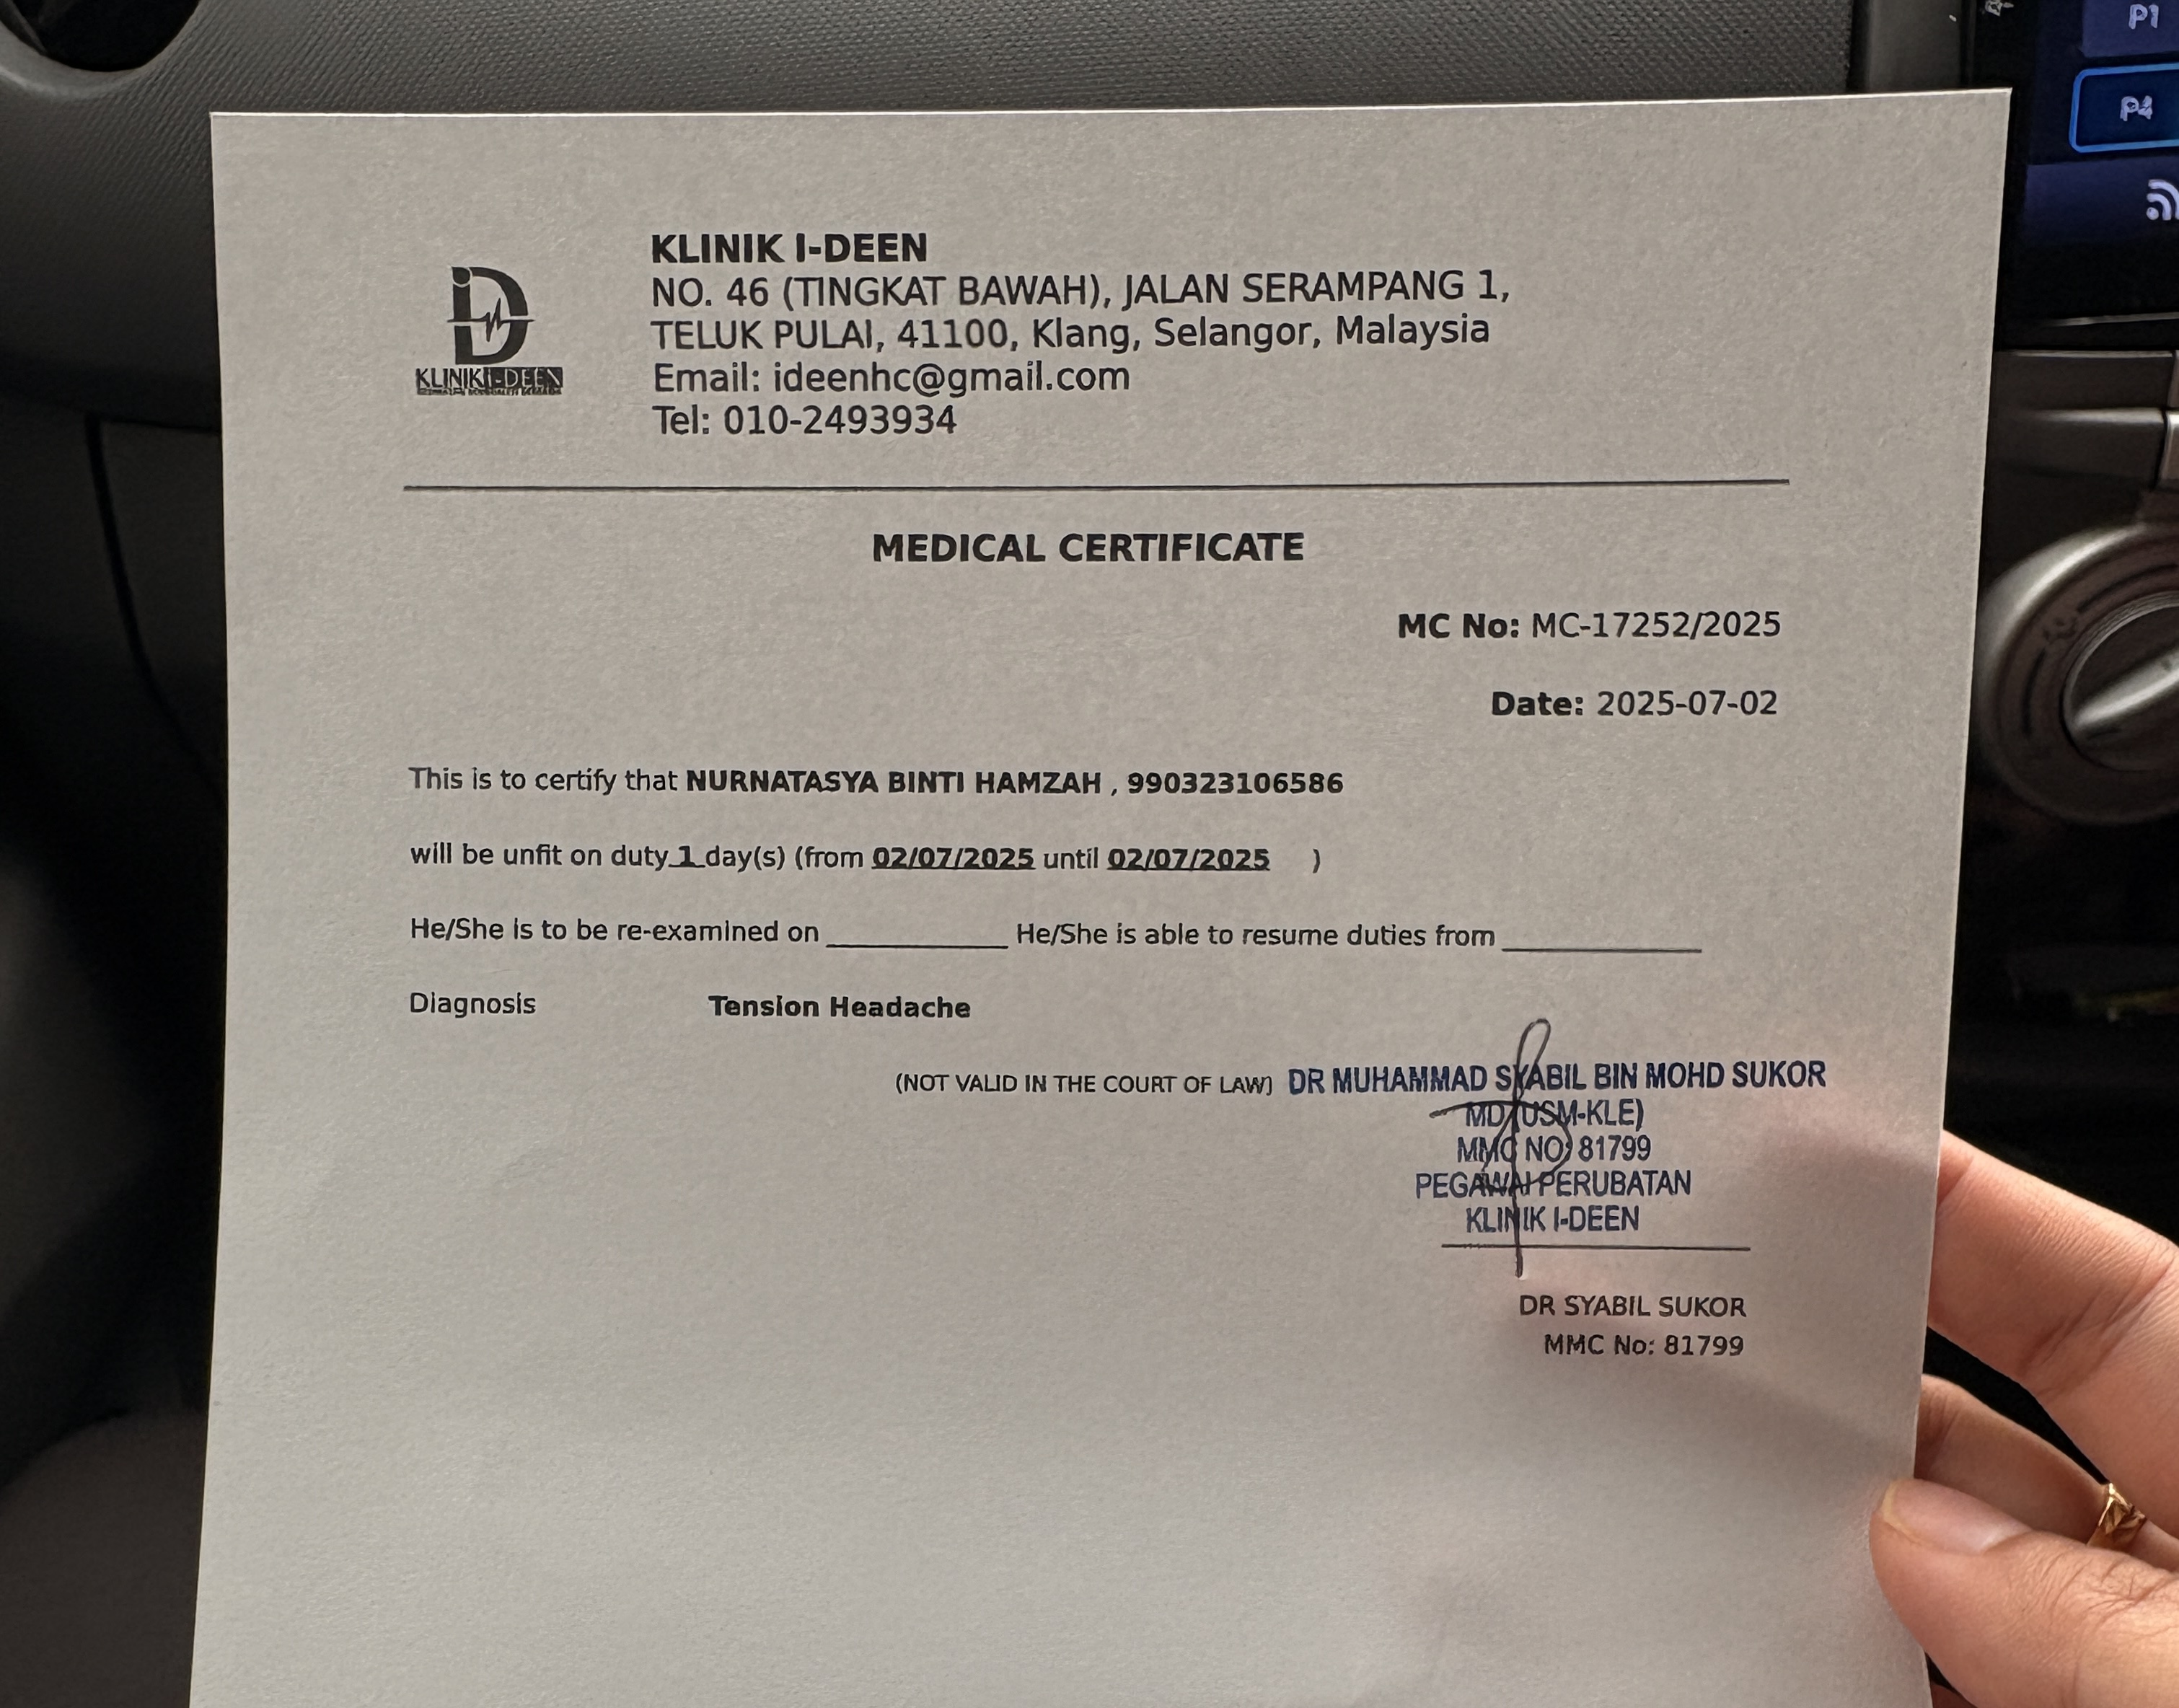 P1
P4
KLINIK I-DEEN
NO. 46 (TINGKAT BAWAH), JALAN SERAMPANG 1,
TELUK PULAI, 41100, Klang, Selangor, Malaysia
Email: ideenhc@gmail.com
Tel: 010-2493934
iD
KLINIK i-DEEN
MEDICAL CERTIFICATE
MC No: MC-17252/2025
Date: 2025-07-02
This is to certify that NURNATASYA BINTI HAMZAH , 990323106586
will be unfit on duty 1 day(s) (from 02/07/2025 until 02/07/2025 )
He/She is to be re-examined on __________ He/She is able to resume duties from __________
Diagnosis Tension Headache
(NOT VALID IN THE COURT OF LAW) DR MUHAMMAD SYABIL BIN MOHD SUKOR
MD (USM-KLE)
MMC NO: 81799
PEGAWAI PERUBATAN
KLINIK I-DEEN
DR SYABIL SUKOR
MMC No: 81799